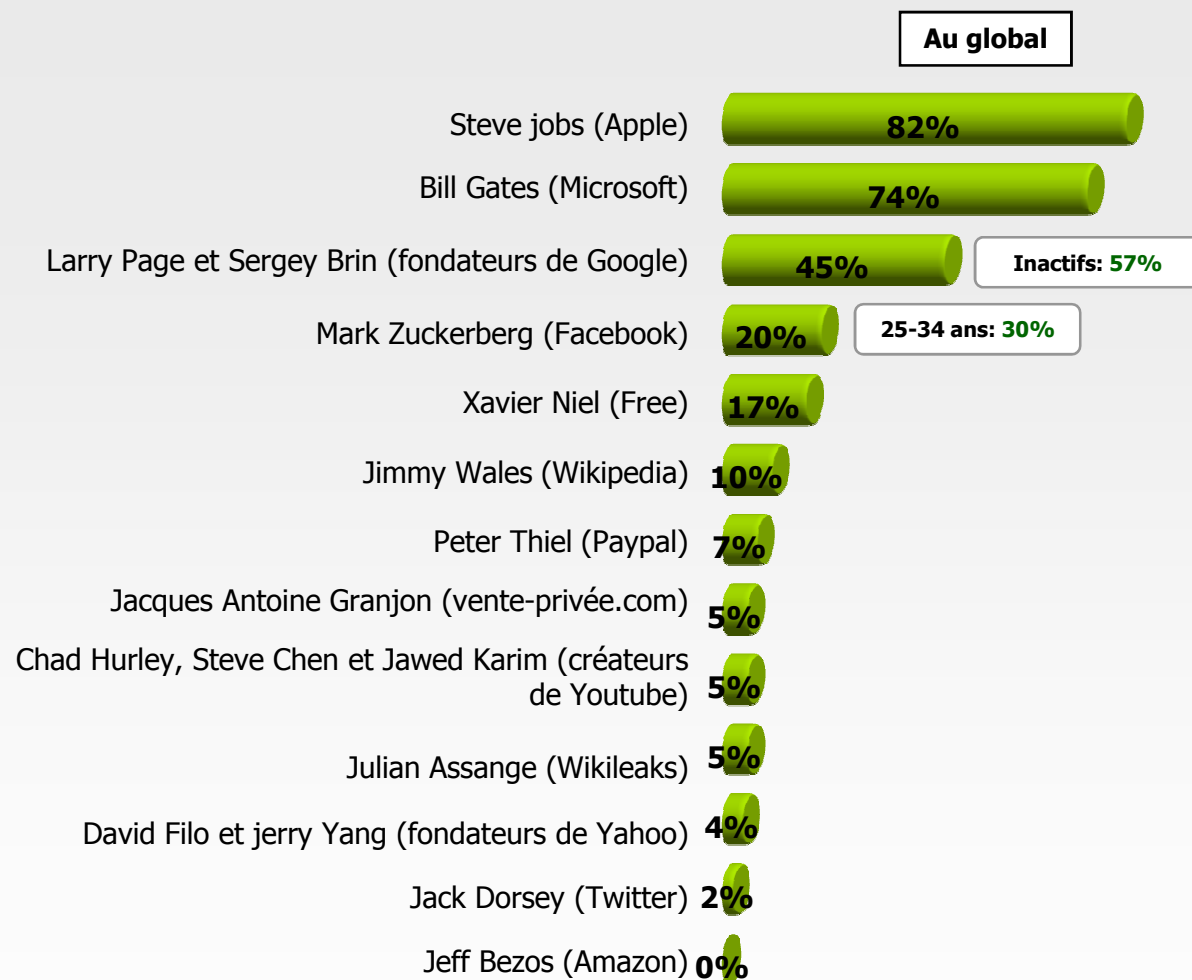 Au global
Steve jobs (Apple) 82%
Bill Gates (Microsoft) 74%
Larry Page et Sergey Brin (fondateurs de Google) 45% Inactifs: 57%
Mark Zuckerberg (Facebook) 20% 25-34 ans: 30%
Xavier Niel (Free) 17%
Jimmy Wales (Wikipedia) 10%
Peter Thiel (Paypal) 7%
Jacques Antoine Granjon (vente-privée.com) 5%
Chad Hurley, Steve Chen et Jawed Karim (créateurs
de Youtube) 5%
Julian Assange (Wikileaks) 5%
David Filo et jerry Yang (fondateurs de Yahoo) 4%
Jack Dorsey (Twitter) 2%
Jeff Bezos (Amazon) 0%